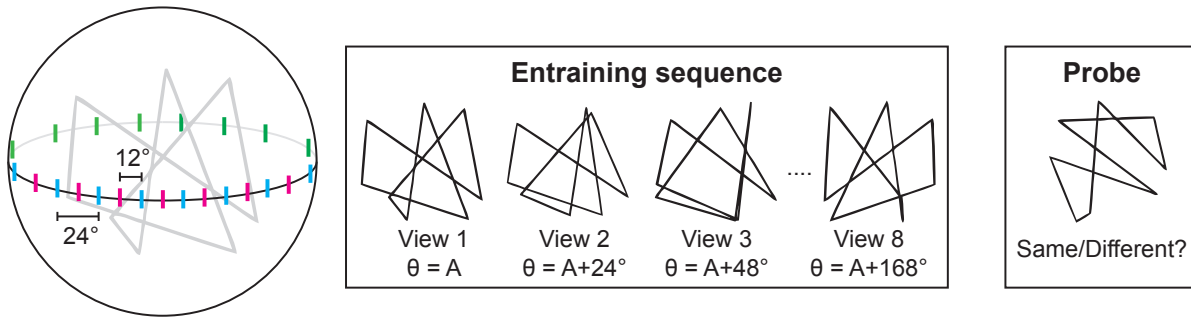 12°
24°
Entraining sequence
....
View 1
θ = A
View 2
θ = A+24°
View 3
θ = A+48°
View 8
θ = A+168°
Probe
Same/Different?